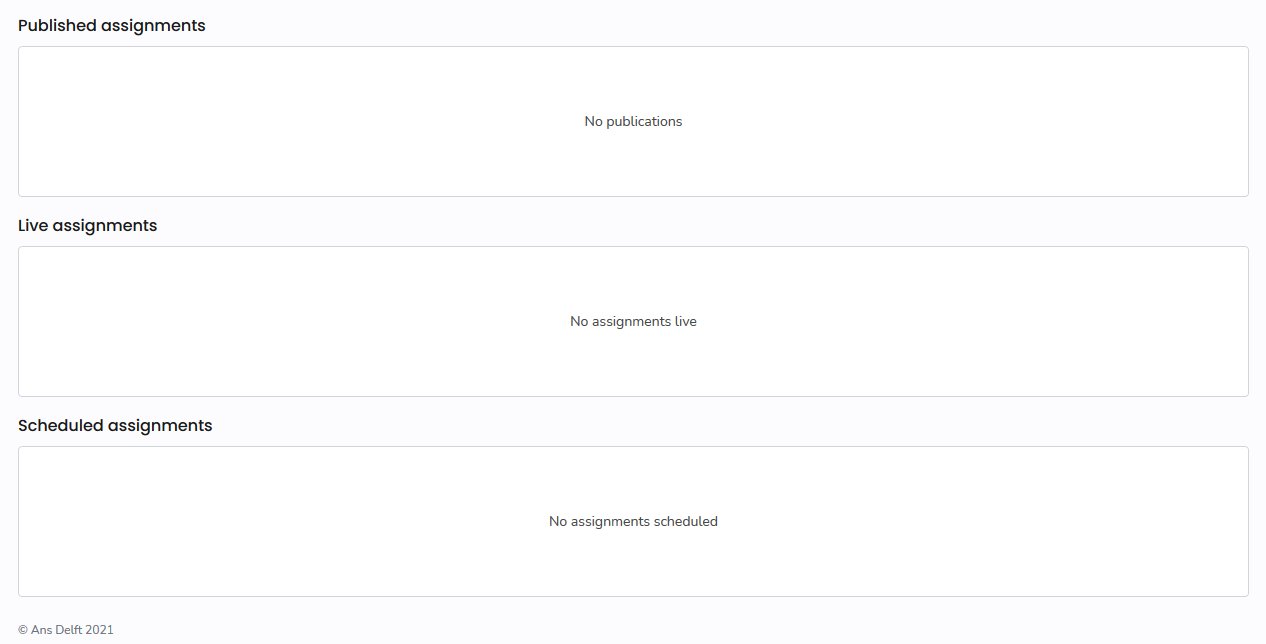 Published assignments
No publications
Live assignments
No assignments live
Scheduled assignments
No assignments scheduled
© Ans Delft 2021